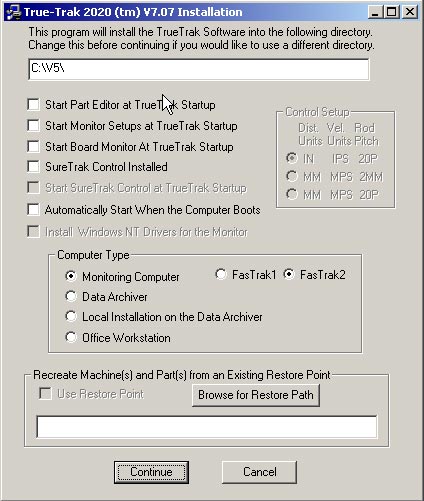 True-Trak 2020 (tm) V7.07 Installation
This program will install the TrueTrak Software into the following directory.
Change this before continuing if you would like to use a different directory.
C:\V5\
Start Part Editor at TrueTrak Startup
Start Monitor Setups at TrueTrak Startup
Start Board Monitor At TrueTrak Startup
SureTrak Control Installed
Start SureTrak Control at TrueTrak Startup
Automatically Start When the Computer Boots
Install Windows NT Drivers for the Monitor
Control Setup
Dist. Vel. Rod
Units Units Pitch
IN IPS 20P
MM MPS 2MM
MM MPS 20P
Computer Type
Monitoring Computer FasTrak1 FasTrak2
Data Archiver
Local Installation on the Data Archiver
Office Workstation
Recreate Machine(s) and Part(s) from an Existing Restore Point
Use Restore Point Browse for Restore Path
Continue Cancel